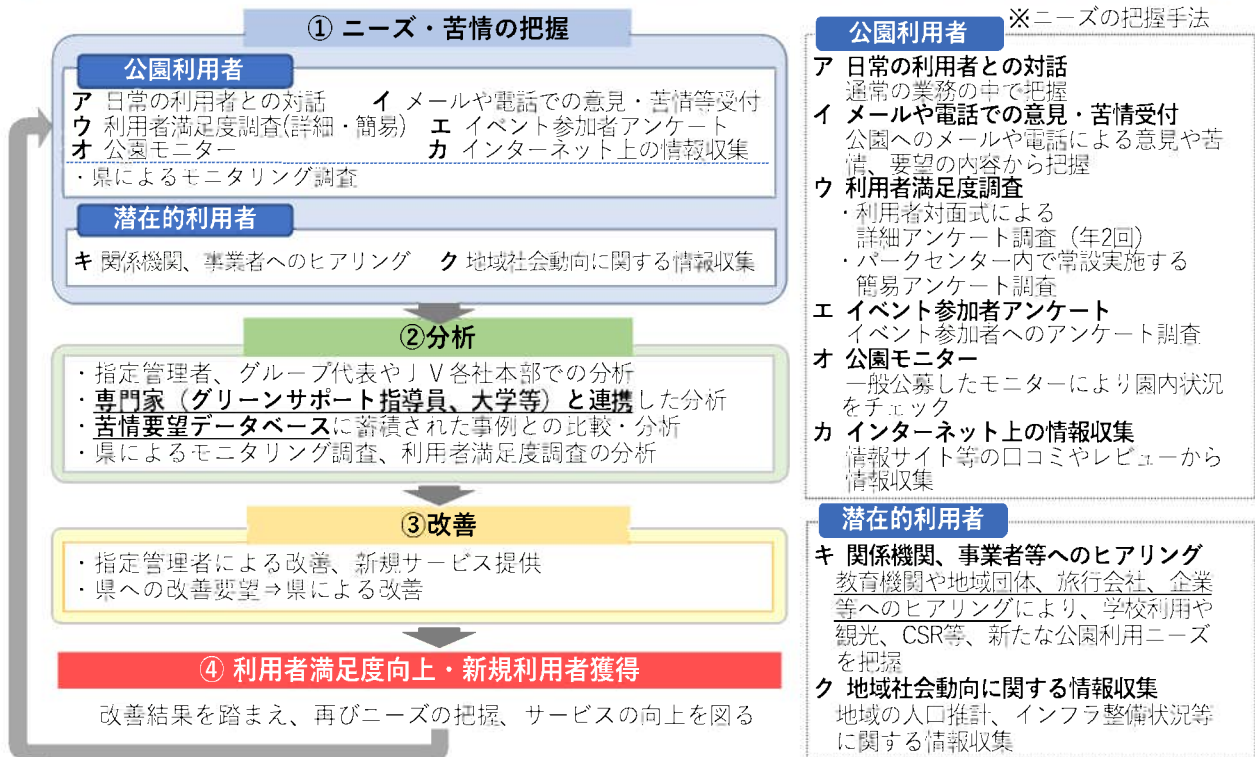 ① ニーズ・苦情の把握
公園利用者
ア 日常の利用者との対話 イ メールや電話での意見・苦情等受付
ウ 利用者満足度調査(詳細・簡易) エ イベント参加者アンケート
オ 公園モニター カ インターネット上の情報収集
・県によるモニタリング調査
潜在的利用者
キ 関係機関、事業者へのヒアリング ク 地域社会動向に関する情報収集
②分析
・指定管理者、グループ代表やJV各社本部での分析
・専門家（グリーンサポート指導員、大学等）と連携した分析
・苦情要望データベースに蓄積された事例との比較・分析
・県によるモニタリング調査、利用者満足度調査の分析
③改善
・指定管理者による改善、新規サービス提供
・県への改善要望⇒県による改善
④ 利用者満足度向上・新規利用者獲得
改善結果を踏まえ、再びニーズの把握、サービスの向上を図る
※ニーズの把握手法
公園利用者
ア 日常の利用者との対話
通常の業務の中で把握
イ メールや電話での意見・苦情受付
公園へのメールや電話による意見や苦
情、要望の内容から把握
ウ 利用者満足度調査
・利用者対面式による
詳細アンケート調査（年2回）
・パークセンター内で常設実施する
簡易アンケート調査
エ イベント参加者アンケート
イベント参加者へのアンケート調査
オ 公園モニター
一般公募したモニターにより園内状況
をチェック
カ インターネット上の情報収集
情報サイト等の口コミやレビューから
情報収集
潜在的利用者
キ 関係機関、事業者等へのヒアリング
教育機関や地域団体、旅行会社、企業
等へのヒアリングにより、学校利用や
観光、CSR等、新たな公園利用ニーズ
を把握
ク 地域社会動向に関する情報収集
地域の人口推計、インフラ整備状況等
に関する情報収集